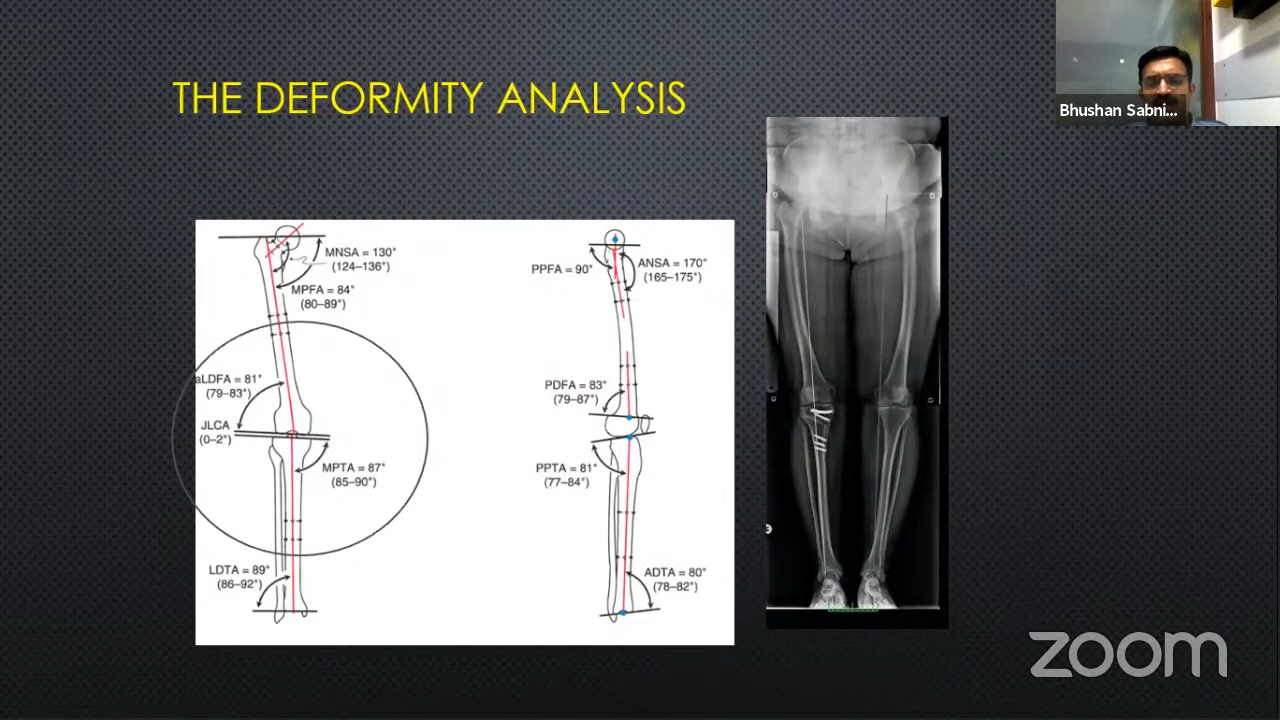 THE DEFORMITY ANALYSIS
Bhushan Sabni...
MNSA = 130°
(124–136°)
MPFA = 84°
(80–89°)
aLDFA = 81°
(79–83°)
JLCA
(0–2°)
MPTA = 87°
(85–90°)
LDTA = 89°
(86–92°)
PPFA = 90°
ANSA = 170°
(165–175°)
PDFA = 83°
(79–87°)
PPTA = 81°
(77–84°)
ADTA = 80°
(78–82°)
zoom